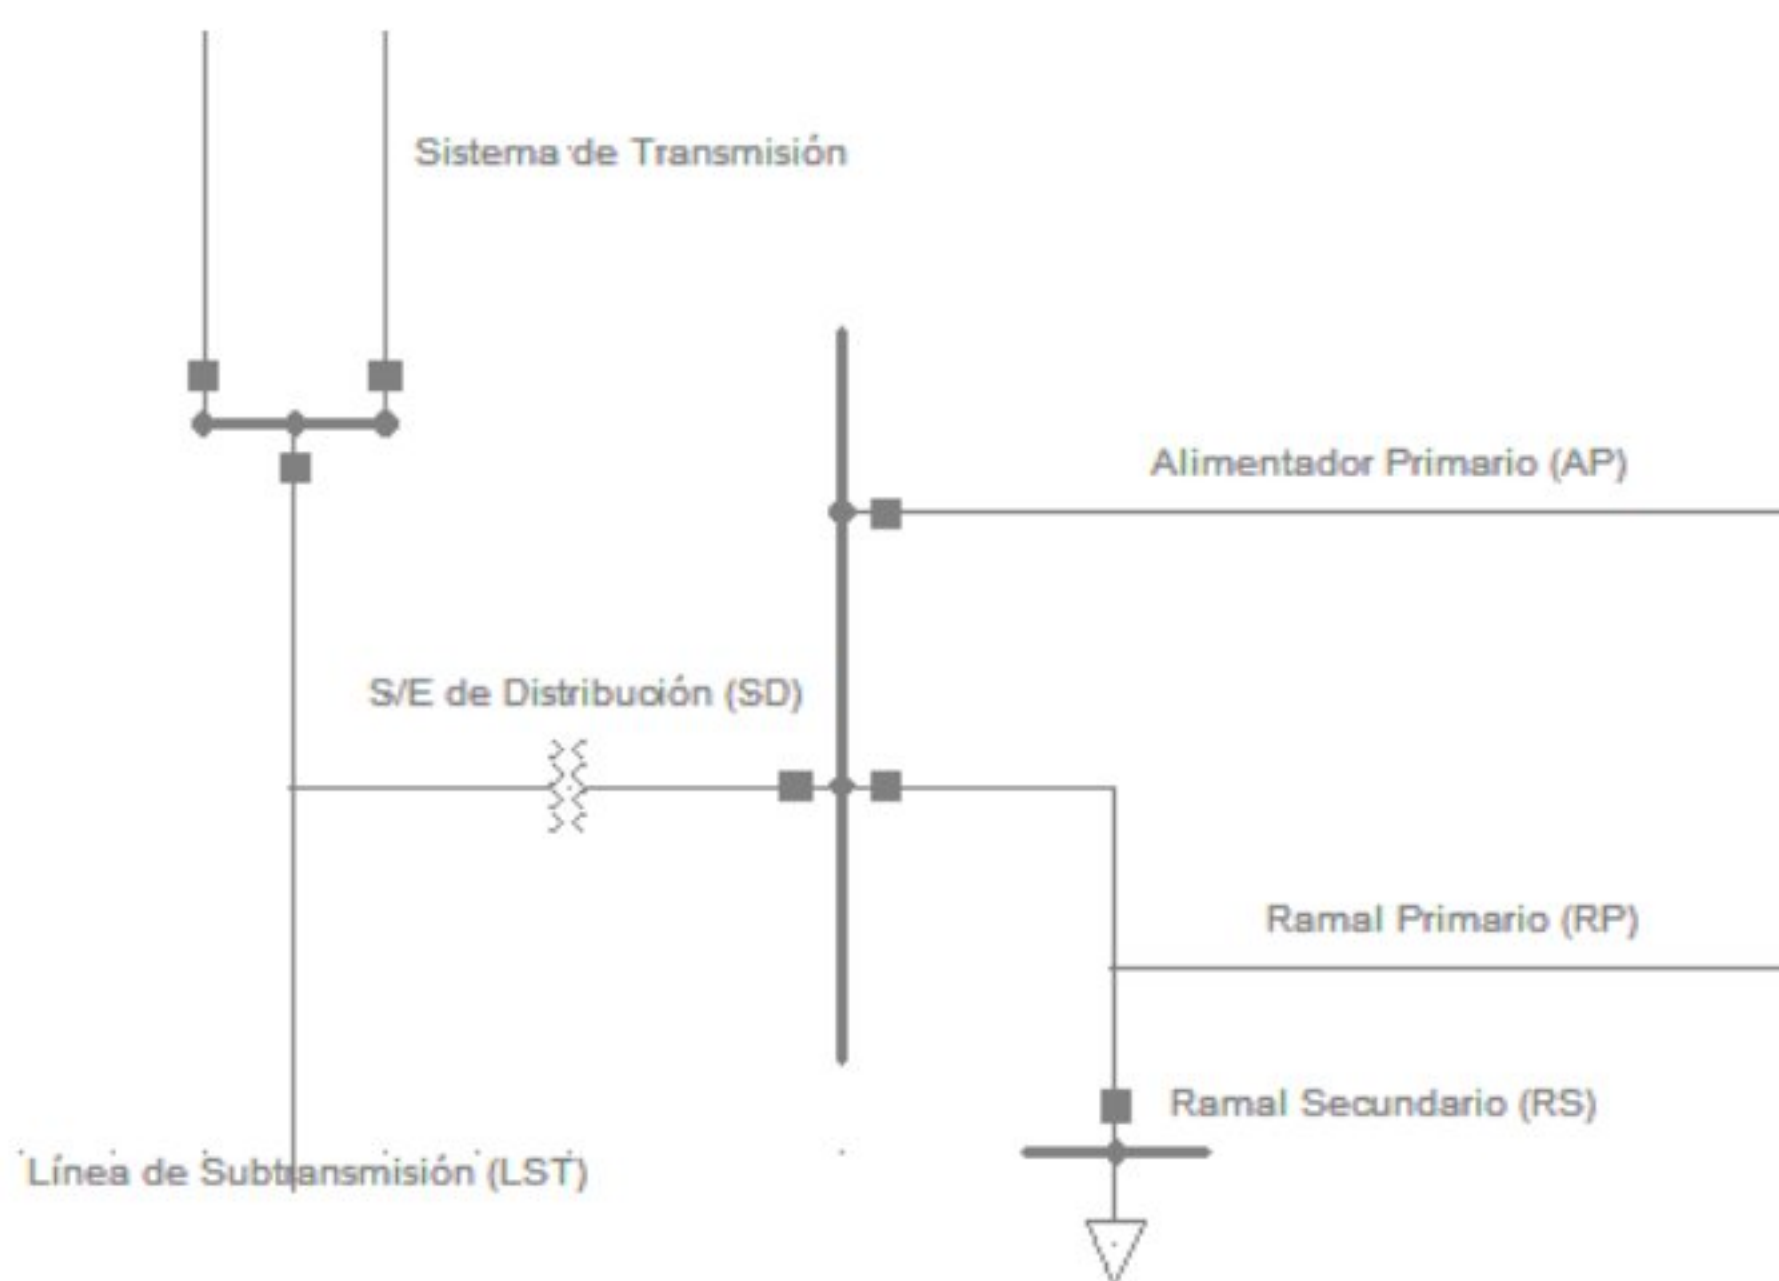 Sistema de Transmisión
Alimentador Primario (AP)
S/E de Distribución (SD)
Ramal Primario (RP)
Ramal Secundario (RS)
Línea de Subtransmisión (LST)